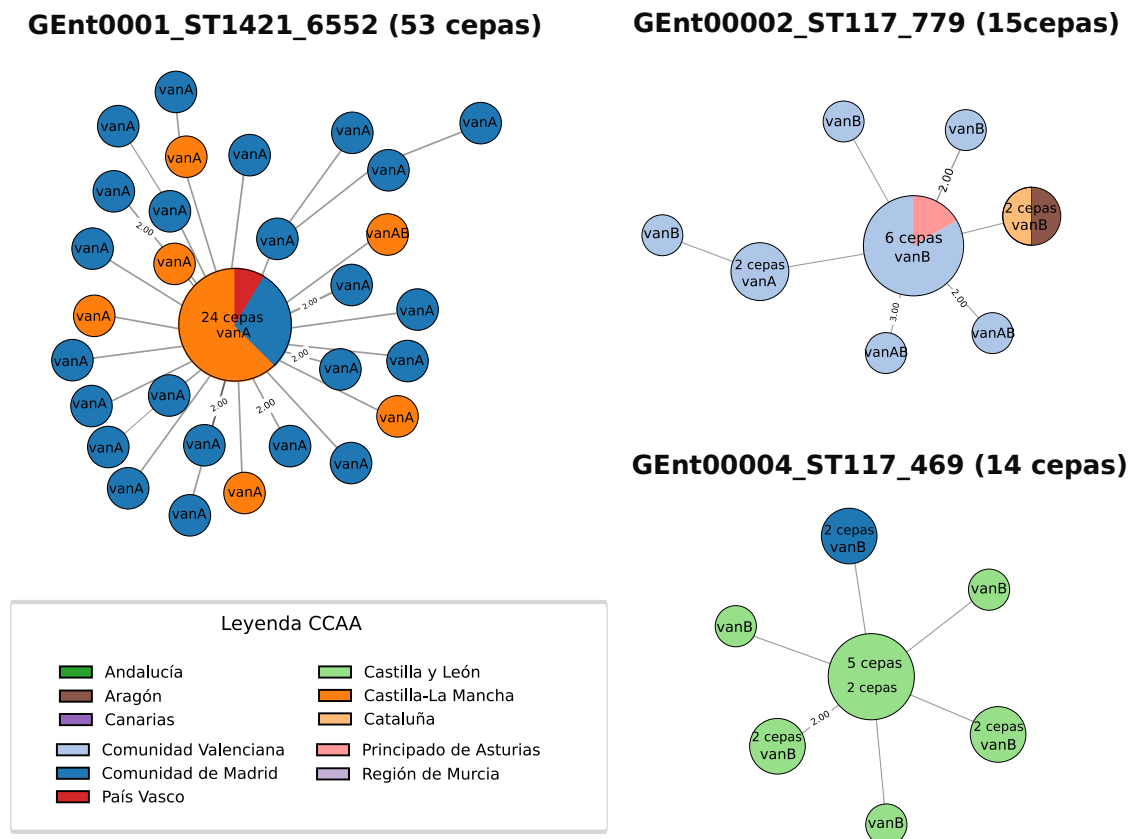 GEnt0001_ST1421_6552 (53 cepas)
vanA
vanA
vanA
vanA
vanA
vanA
vanA
vanA
vanA
2.00
vanAB
vanA
vanA
vanA
vanA
2.00
vanA
vanA
24 cepas
vanA
2.00
vanA
vanA
vanA
vanA
vanA
2.00
2.00
vanA
vanA
vanA
vanA
vanA
vanA
vanA
vanA
GEnt00002_ST117_779 (15cepas)
vanB
vanB
2.00
2 cepas
vanB
vanB
6 cepas
vanB
2 cepas
vanA
3.00
2.00
vanAB
vanAB
GEnt00004_ST117_469 (14 cepas)
2 cepas
vanB
vanB
vanB
5 cepas
2 cepas
2.00
2 cepas
vanB
2 cepas
vanB
vanB
Leyenda CCAA
Andalucía
Aragón
Canarias
Comunidad Valenciana
Comunidad de Madrid
País Vasco
Castilla y León
Castilla-La Mancha
Cataluña
Principado de Asturias
Región de Murcia